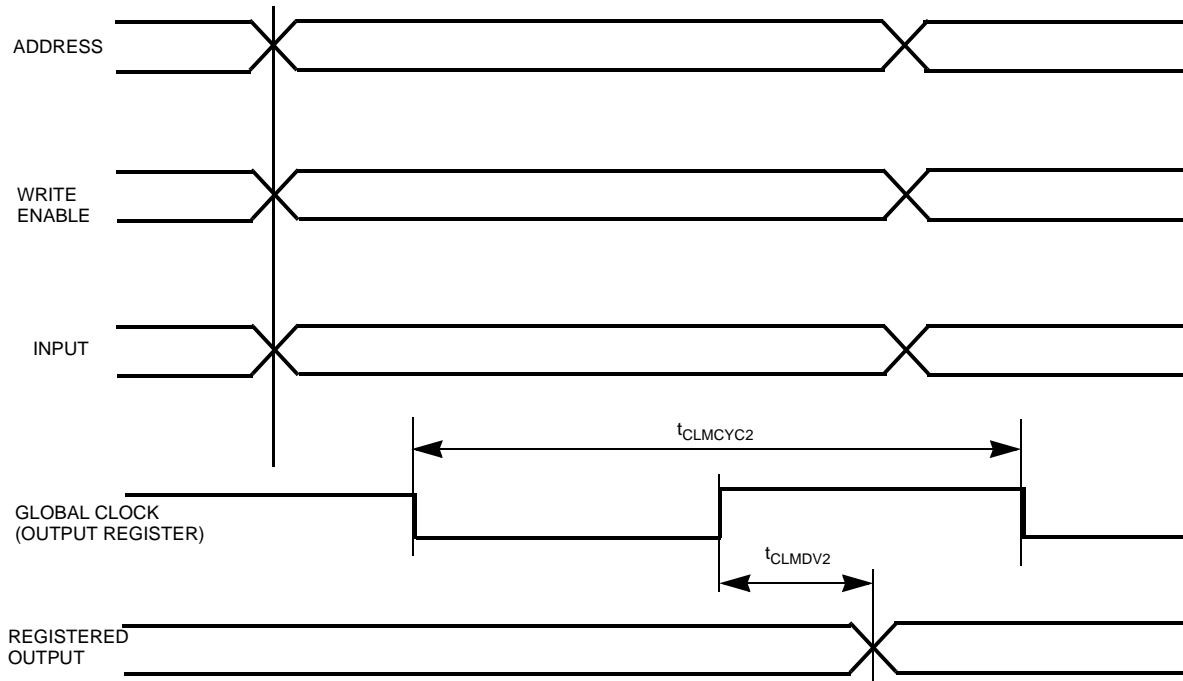 ADDRESS
WRITE
ENABLE
INPUT
tCLMCYC2
GLOBAL CLOCK
(OUTPUT REGISTER)
tCLMDV2
REGISTERED
OUTPUT